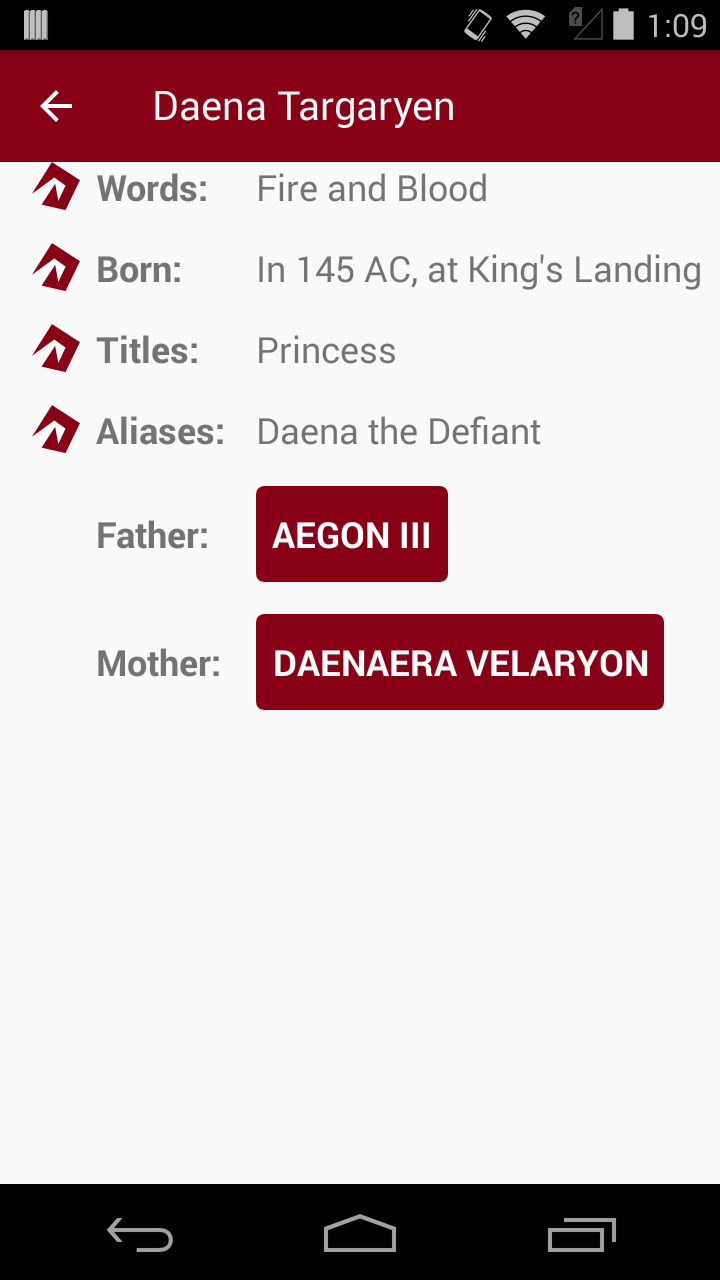 1:09
Daena Targaryen
Words: Fire and Blood
Born: In 145 AC, at King's Landing
Titles: Princess
Aliases: Daena the Defiant
Father: AEGON III
Mother: DAENAERA VELARYON